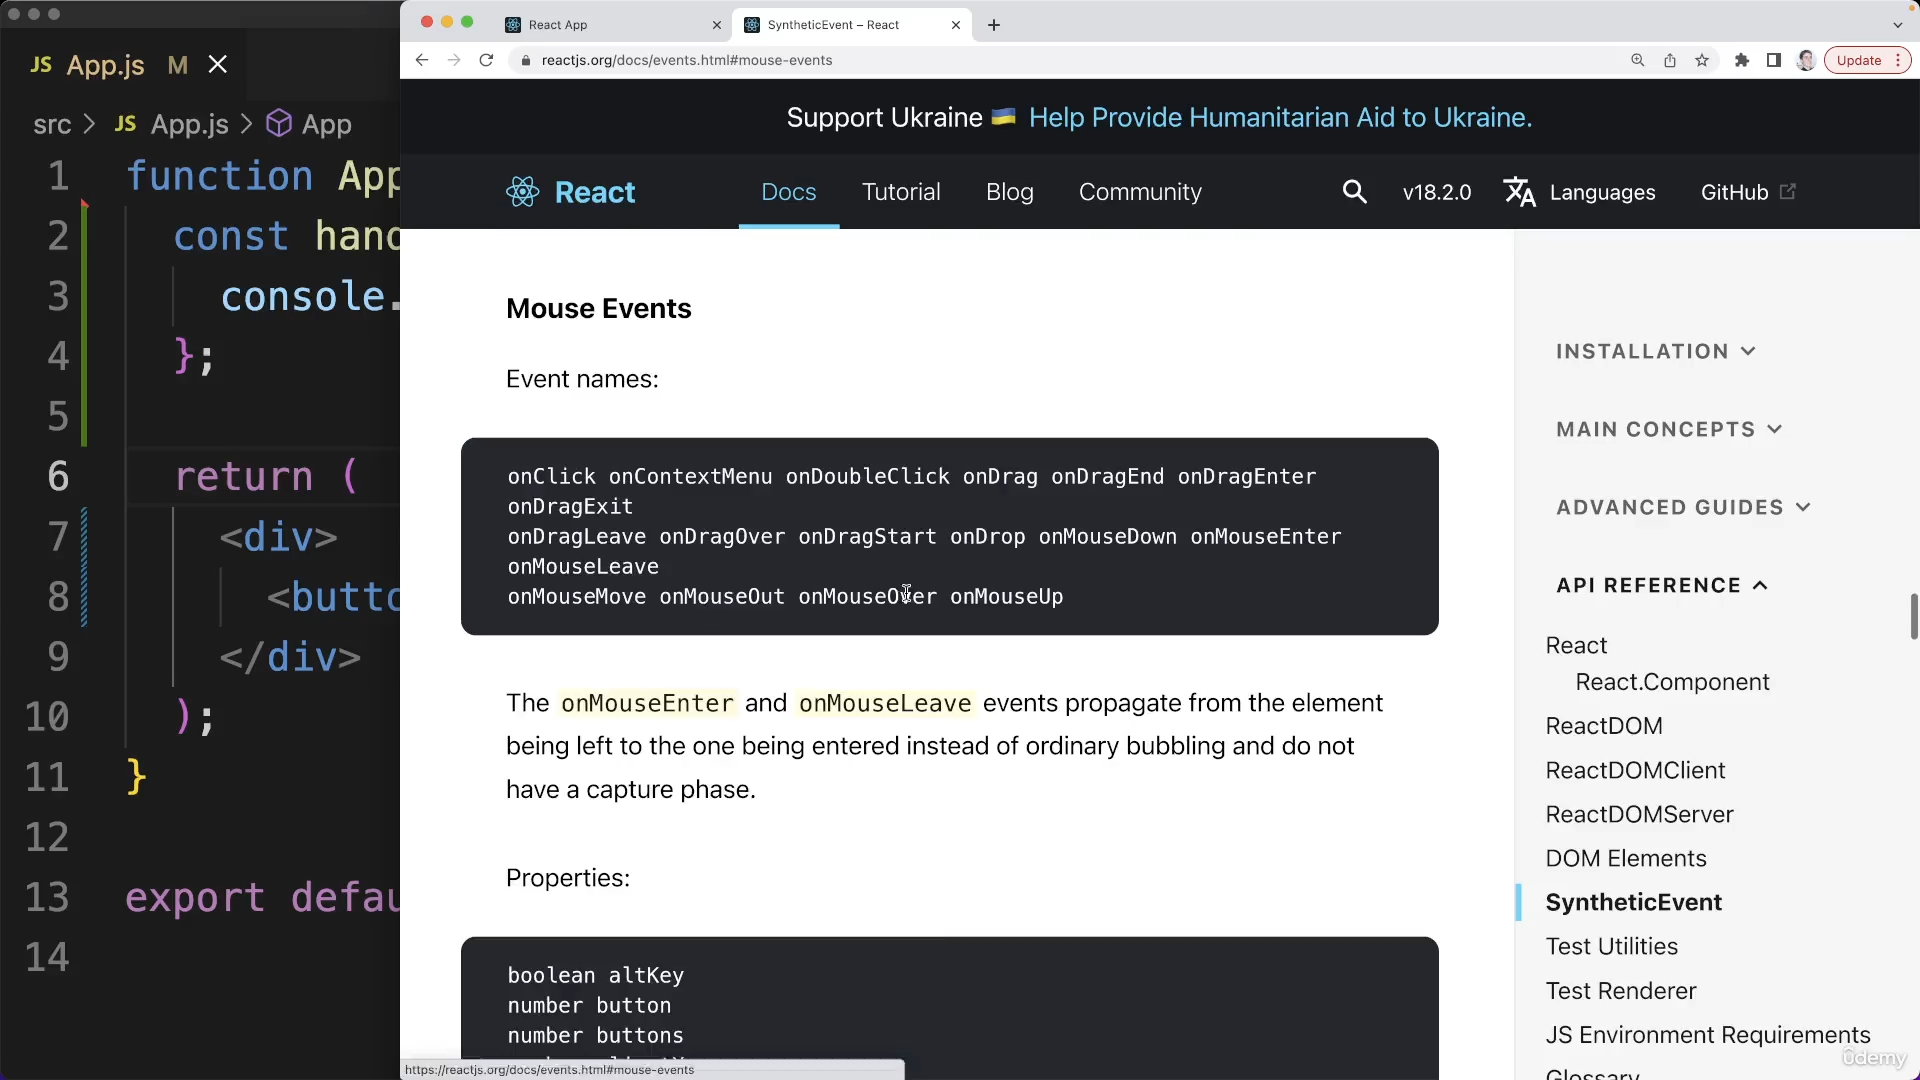 JS App.js M
src > JS App.js > App
1 function App
2 const hand
3 console.
4 };
5
6 return (
7 <div>
8 <butto
9 </div>
10 );
11 }
12
13 export defau
14
React App
SyntheticEvent – React
reactjs.org/docs/events.html#mouse-events
Update
Support Ukraine 🇺🇦 Help Provide Humanitarian Aid to Ukraine.
React
Docs
Tutorial
Blog
Community
v18.2.0
Languages
GitHub
Mouse Events
Event names:
onClick onContextMenu onDoubleClick onDrag onDragEnd onDragEnter
onDragExit
onDragLeave onDragOver onDragStart onDrop onMouseDown onMouseEnter
onMouseLeave
onMouseMove onMouseOut onMouseOver onMouseUp
The onMouseEnter and onMouseLeave events propagate from the element
being left to the one being entered instead of ordinary bubbling and do not
have a capture phase.
Properties:
boolean altKey
number button
number buttons
https://reactjs.org/docs/events.html#mouse-events
INSTALLATION
MAIN CONCEPTS
ADVANCED GUIDES
API REFERENCE
React
React.Component
ReactDOM
ReactDOMClient
ReactDOMServer
DOM Elements
SyntheticEvent
Test Utilities
Test Renderer
JS Environment Requirements
Glossary
ûdemy